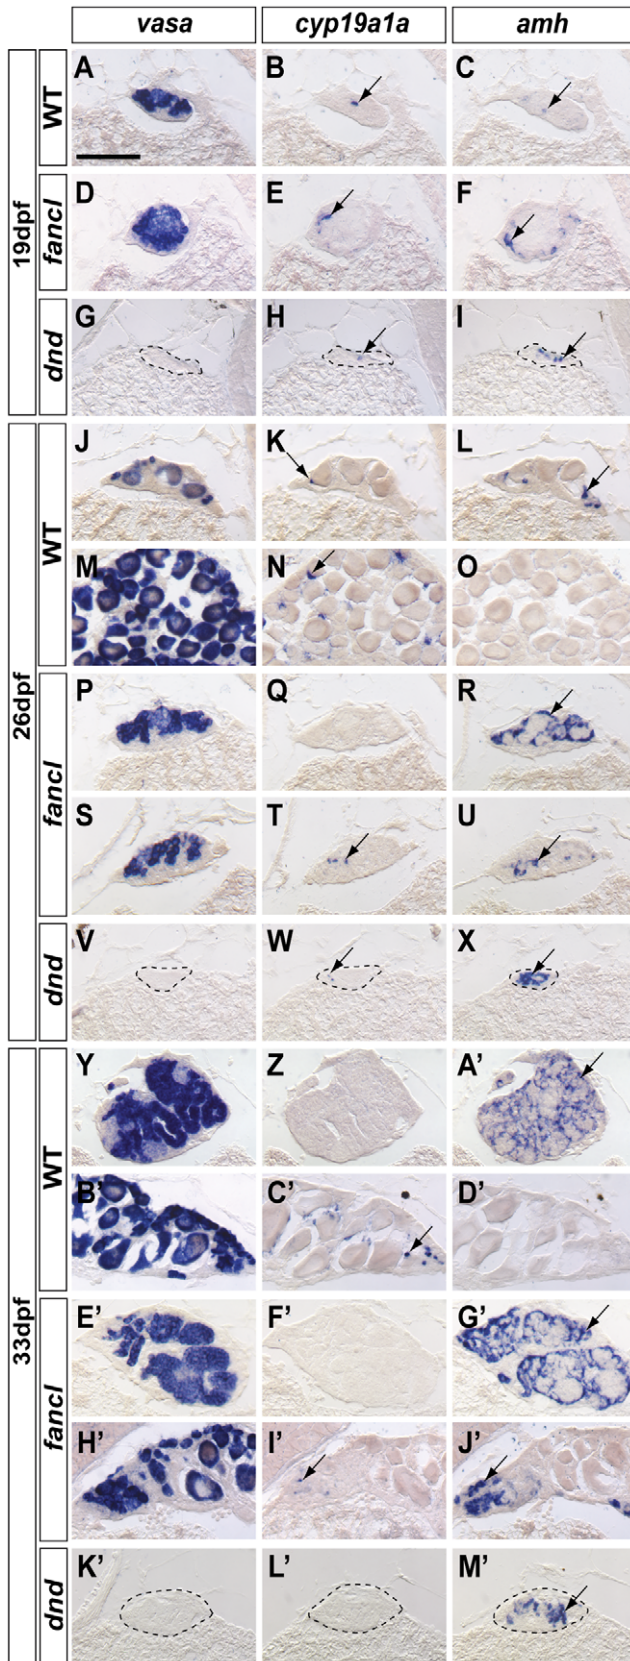 vasa cyp19a1a amh
19dpf
WT
A B C
fancl
D E F
dnd
G H I
26dpf
WT
J K L
M N O
fancl
P Q R
S T U
dnd
V W X
33dpf
WT
Y Z A'
B' C' D'
fancl
E' F' G'
H' I' J'
dnd
K' L' M'